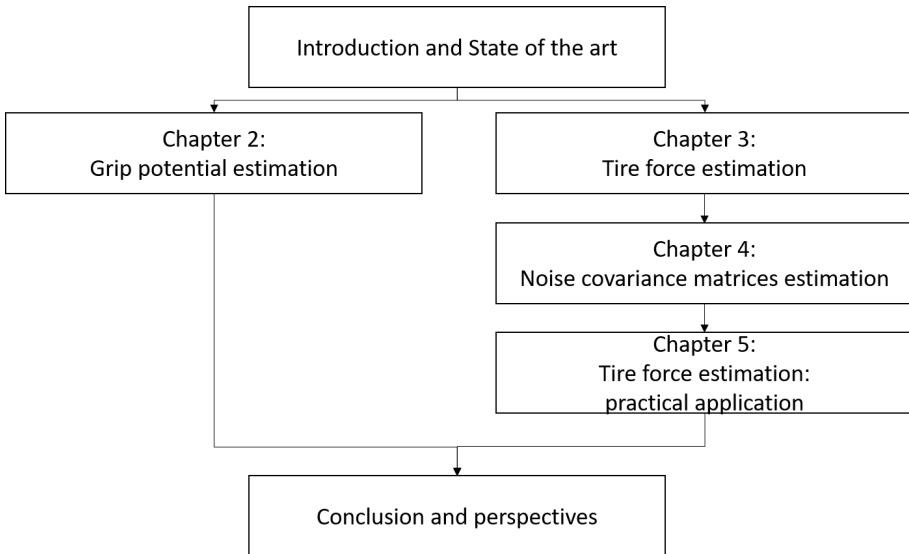 Introduction and State of the art
Chapter 2:
Grip potential estimation
Chapter 3:
Tire force estimation
Chapter 4:
Noise covariance matrices estimation
Chapter 5:
Tire force estimation:
practical application
Conclusion and perspectives